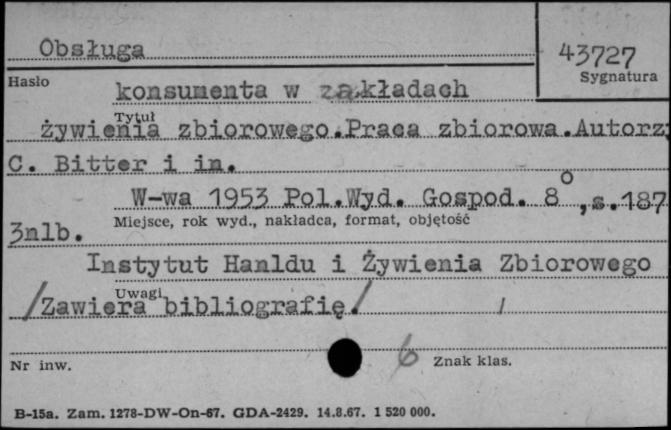 Obsługa
43727
Sygnatura
Hasło
konsumenta w zakładach
Tytuł
żywienia zbiorowego.Praca zbiorowa.Autorz
C. Bitter i in.
W-wa 1953 Pol.Wyd. Gospod. 8°,s.187
Miejsce, rok wyd., nakładca, format, objętość
3nlb.
Instytut Hanldu i Żywienia Zbiorowego
Uwagi
/Zawiera bibliografię./
Nr inw.
6 Znak klas.
B-15a. Zam. 1278-DW-On-67. GDA-2429. 14.8.67. 1 520 000.